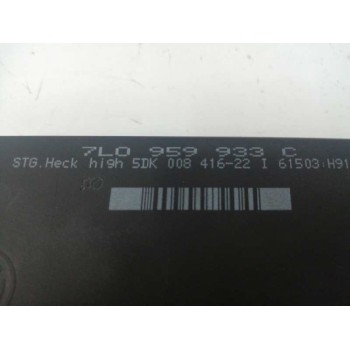 7L0 959 933 C
STG.Heck high 5DK 008 416-22 I 61503 H91